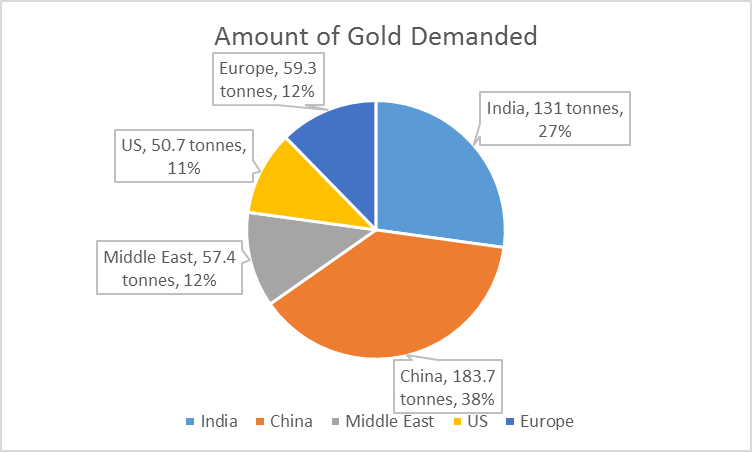 Amount of Gold Demanded
Europe, 59.3
tonnes, 12%
India, 131 tonnes,
27%
US, 50.7 tonnes,
11%
Middle East, 57.4
tonnes, 12%
China, 183.7
tonnes, 38%
India China Middle East US Europe